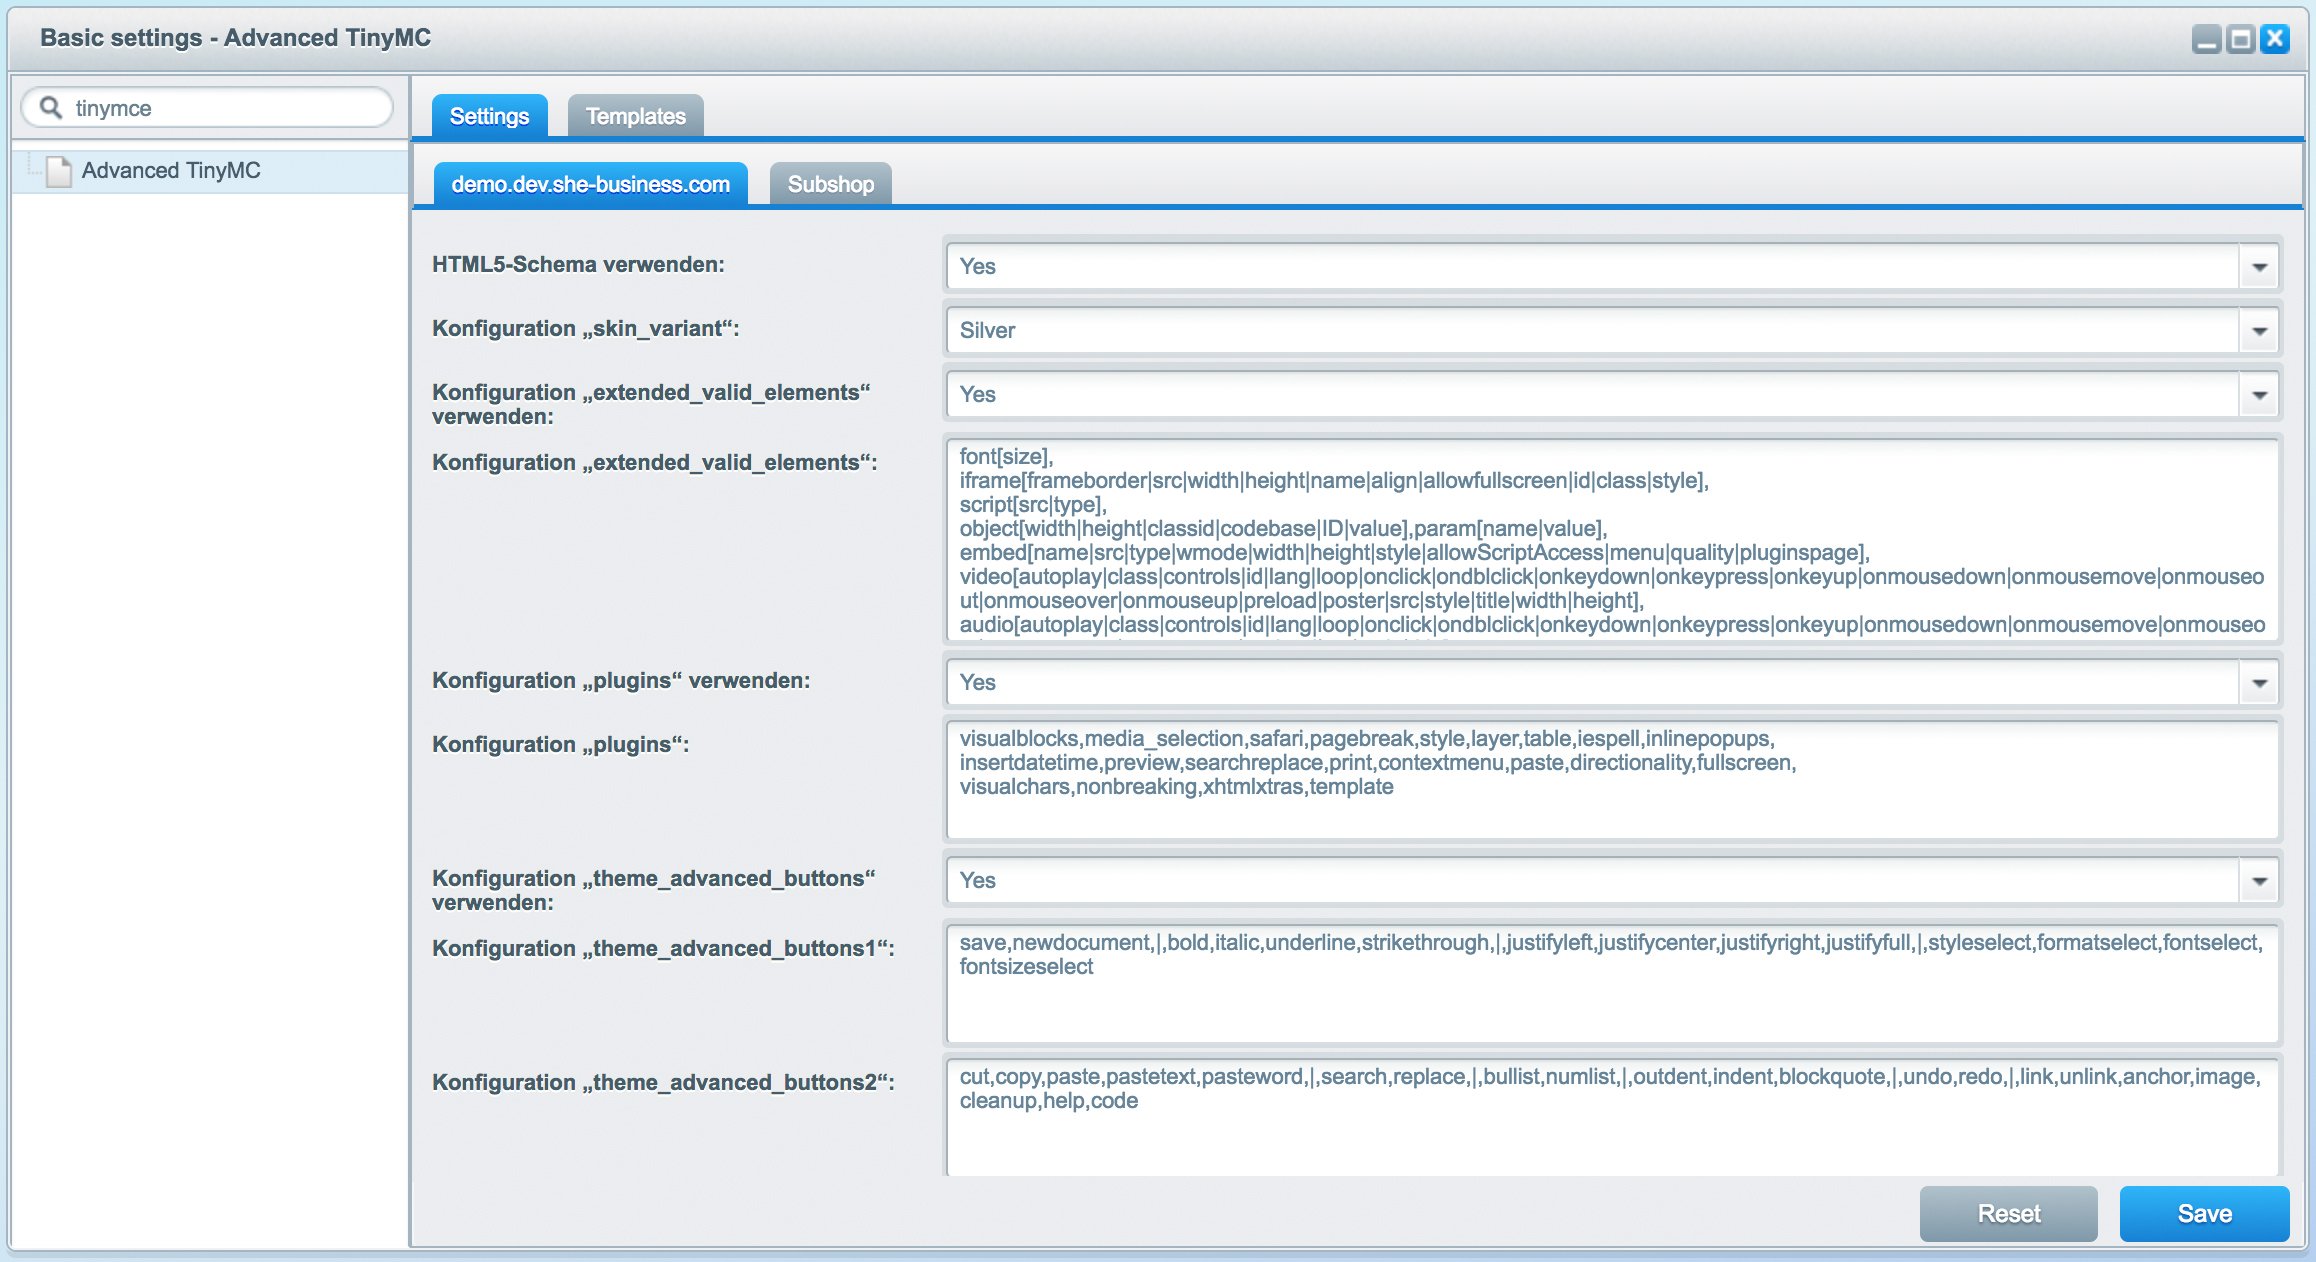 Basic settings - Advanced TinyMC
tinymce
Advanced TinyMC
Settings
Templates
demo.dev.she-business.com
Subshop
HTML5-Schema verwenden:
Yes
Konfiguration „skin_variant“:
Silver
Konfiguration „extended_valid_elements“
verwenden:
Yes
Konfiguration „extended_valid_elements“:
font[size],
iframe[frameborder|src|width|height|name|align|allowfullscreen|id|class|style],
script[src|type],
object[width|height|classid|codebase|ID|value],param[name|value],
embed[name|src|type|wmode|width|height|style|allowScriptAccess|menu|quality|pluginspage],
video[autoplay|class|controls|id|lang|loop|onclick|ondblclick|onkeydown|onkeypress|onkeyup|onmousedown|onmousemove|onmouseo
ut|onmouseover|onmouseup|preload|poster|src|style|title|width|height],
audio[autoplay|class|controls|id|lang|loop|onclick|ondblclick|onkeydown|onkeypress|onkeyup|onmousedown|onmousemove|onmouseo
Konfiguration „plugins“ verwenden:
Yes
Konfiguration „plugins“:
visualblocks,media_selection,safari,pagebreak,style,layer,table,iespell,inlinepopups,
insertdatetime,preview,searchreplace,print,contextmenu,paste,directionality,fullscreen,
visualchars,nonbreaking,xhtmlxtras,template
Konfiguration „theme_advanced_buttons“
verwenden:
Yes
Konfiguration „theme_advanced_buttons1“:
save,newdocument,|,bold,italic,underline,strikethrough,|,justifyleft,justifycenter,justifyright,justifyfull,|,styleselect,formatselect,fontselect,
fontsizeselect
Konfiguration „theme_advanced_buttons2“:
cut,copy,paste,pastetext,pasteword,|,search,replace,|,bullist,numlist,|,outdent,indent,blockquote,|,undo,redo,|,link,unlink,anchor,image,
cleanup,help,code
Reset
Save